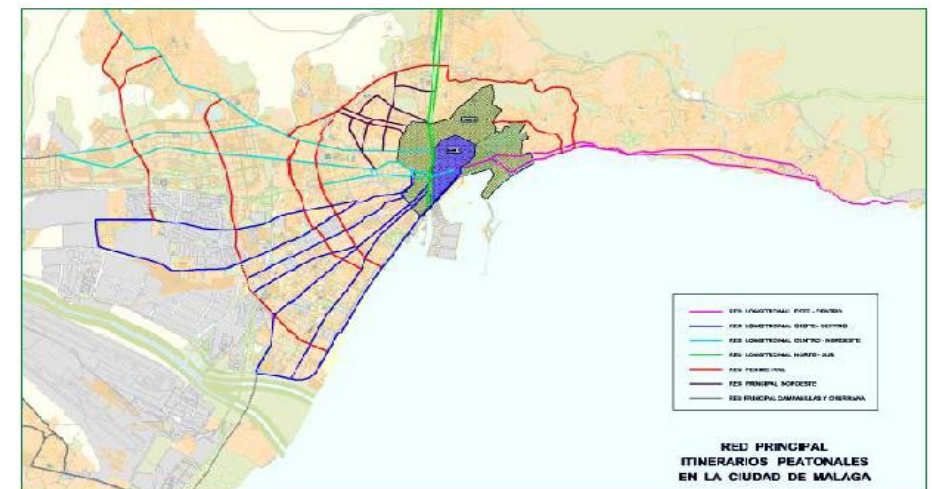 RED LONGITUDINAL ESTE - CENTRO
RED LONGITUDINAL OESTE - CENTRO
RED LONGITUDINAL CENTRO - NOROESTE
RED LONGITUDINAL NORTE - SUR
RED PERIMETRAL
RED PRINCIPAL NOROESTE
RED PRINCIPAL CAMPANILLAS Y CHURRIANA
RED PRINCIPAL
ITINERARIOS PEATONALES
EN LA CIUDAD DE MALAGA